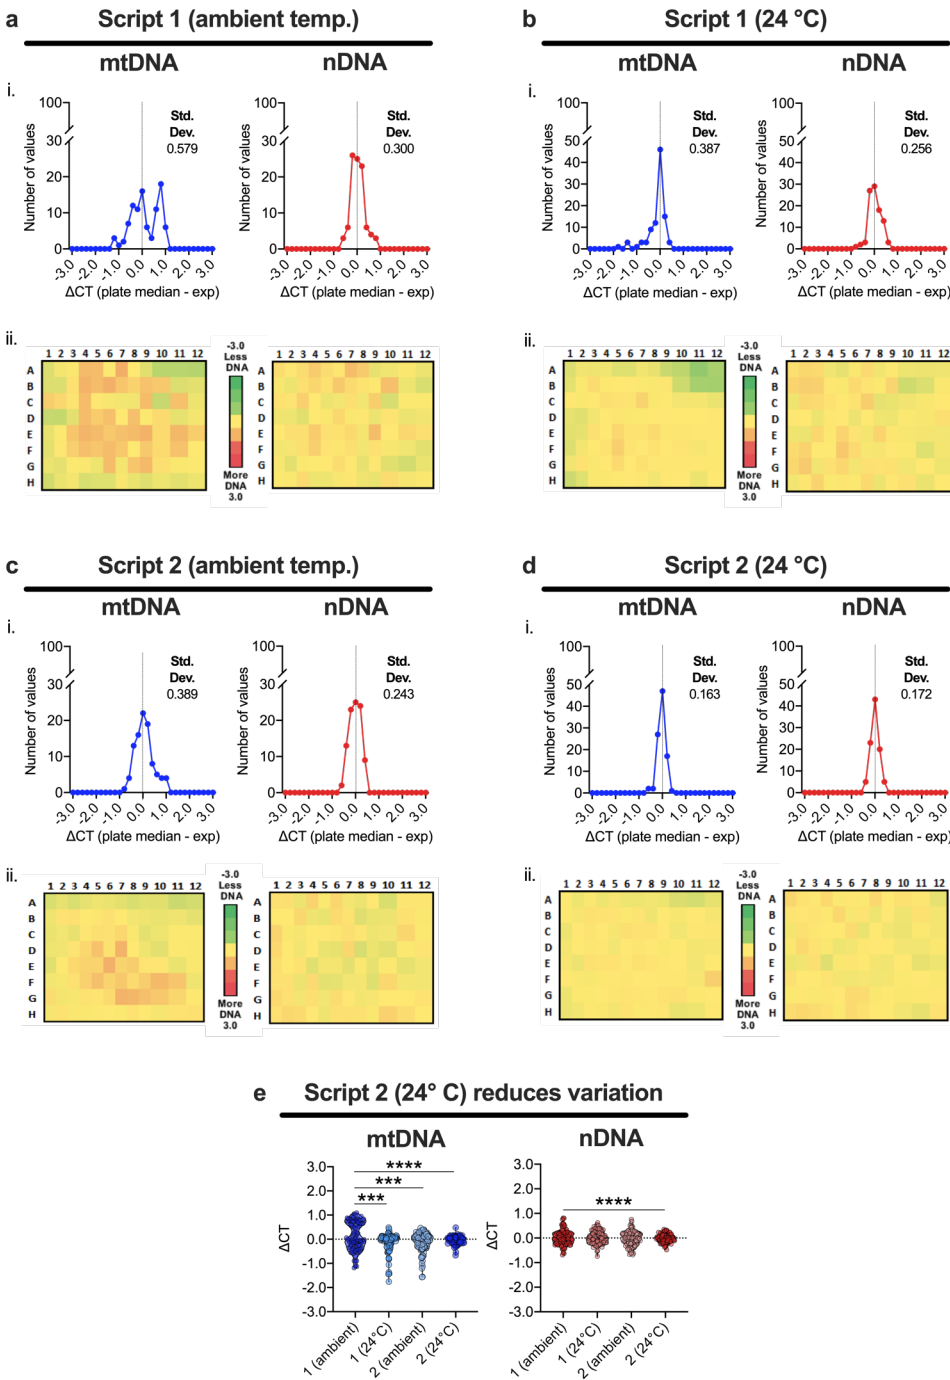 a Script 1 (ambient temp.)
mtDNA nDNA
i.
100
30
20
10
0
Number of values
Std.
Dev.
0.579
-3.0 -2.0 -1.0 0.0 1.0 2.0 3.0
ΔCT (plate median - exp)
100
30
20
10
0
Number of values
Std.
Dev.
0.300
-3.0 -2.0 -1.0 0.0 1.0 2.0 3.0
ΔCT (plate median - exp)
ii.
1 2 3 4 5 6 7 8 9 10 11 12
A
B
C
D
E
F
G
H
-3.0
Less
DNA
More
DNA
3.0
1 2 3 4 5 6 7 8 9 10 11 12
A
B
C
D
E
F
G
H
b Script 1 (24 °C)
mtDNA nDNA
i.
100
50
40
30
20
10
0
Number of values
Std.
Dev.
0.387
-3.0 -2.0 -1.0 0.0 1.0 2.0 3.0
ΔCT (plate median - exp)
100
50
40
30
20
10
0
Number of values
Std.
Dev.
0.256
-3.0 -2.0 -1.0 0.0 1.0 2.0 3.0
ΔCT (plate median - exp)
ii.
1 2 3 4 5 6 7 8 9 10 11 12
A
B
C
D
E
F
G
H
-3.0
Less
DNA
More
DNA
3.0
1 2 3 4 5 6 7 8 9 10 11 12
A
B
C
D
E
F
G
H
c Script 2 (ambient temp.)
mtDNA nDNA
i.
100
30
20
10
0
Number of values
Std.
Dev.
0.389
-3.0 -2.0 -1.0 0.0 1.0 2.0 3.0
ΔCT (plate median - exp)
100
30
20
10
0
Number of values
Std.
Dev.
0.243
-3.0 -2.0 -1.0 0.0 1.0 2.0 3.0
ΔCT (plate median - exp)
ii.
1 2 3 4 5 6 7 8 9 10 11 12
A
B
C
D
E
F
G
H
-3.0
Less
DNA
More
DNA
3.0
1 2 3 4 5 6 7 8 9 10 11 12
A
B
C
D
E
F
G
H
d Script 2 (24 °C)
mtDNA nDNA
i.
100
50
40
30
20
10
0
Number of values
Std.
Dev.
0.163
-3.0 -2.0 -1.0 0.0 1.0 2.0 3.0
ΔCT (plate median - exp)
100
50
40
30
20
10
0
Number of values
Std.
Dev.
0.172
-3.0 -2.0 -1.0 0.0 1.0 2.0 3.0
ΔCT (plate median - exp)
ii.
1 2 3 4 5 6 7 8 9 10 11 12
A
B
C
D
E
F
G
H
-3.0
Less
DNA
More
DNA
3.0
1 2 3 4 5 6 7 8 9 10 11 12
A
B
C
D
E
F
G
H
e Script 2 (24° C) reduces variation
mtDNA nDNA
3.0
2.0
1.0
0.0
-1.0
-2.0
-3.0
ΔCT
****
***
***
1 (ambient) 1 (24°C) 2 (ambient) 2 (24°C)
3.0
2.0
1.0
0.0
-1.0
-2.0
-3.0
ΔCT
****
1 (ambient) 1 (24°C) 2 (ambient) 2 (24°C)